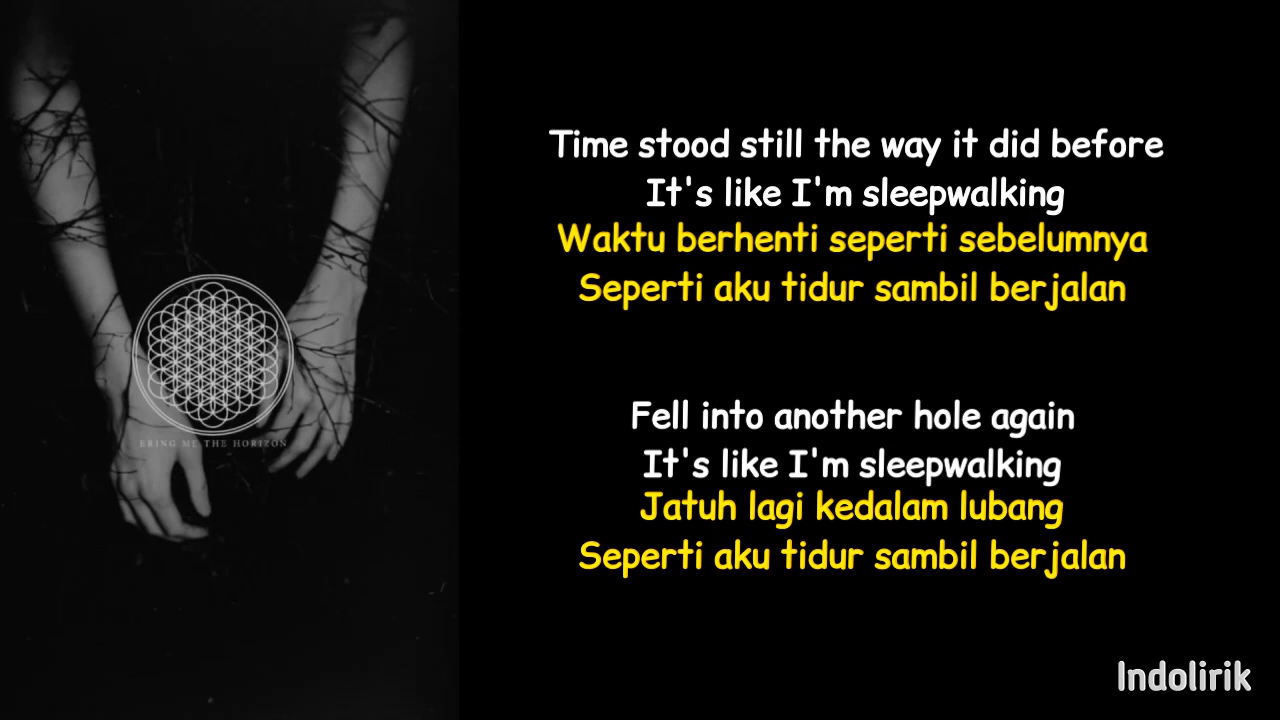 Time stood still the way it did before
It's like I'm sleepwalking
Waktu berhenti seperti sebelumnya
Seperti aku tidur sambil berjalan
Fell into another hole again
It's like I'm sleepwalking
Jatuh lagi kedalam lubang
Seperti aku tidur sambil berjalan
BRING ME THE HORIZON
Indolirik